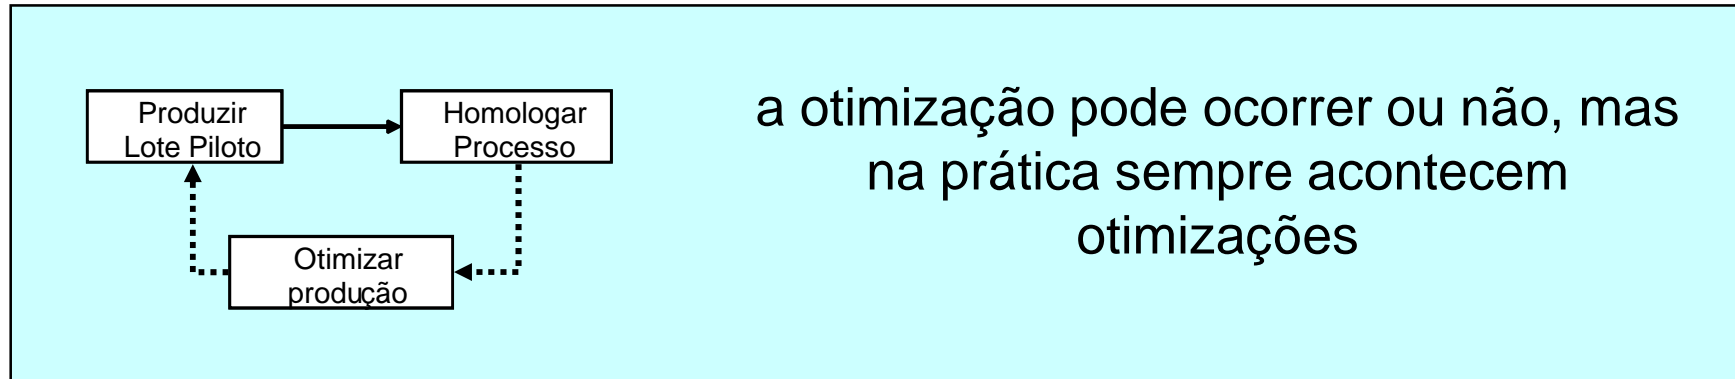 Produzir
Lote Piloto
Homologar
Processo
Otimizar
produção
a otimização pode ocorrer ou não, mas
na prática sempre acontecem
otimizações